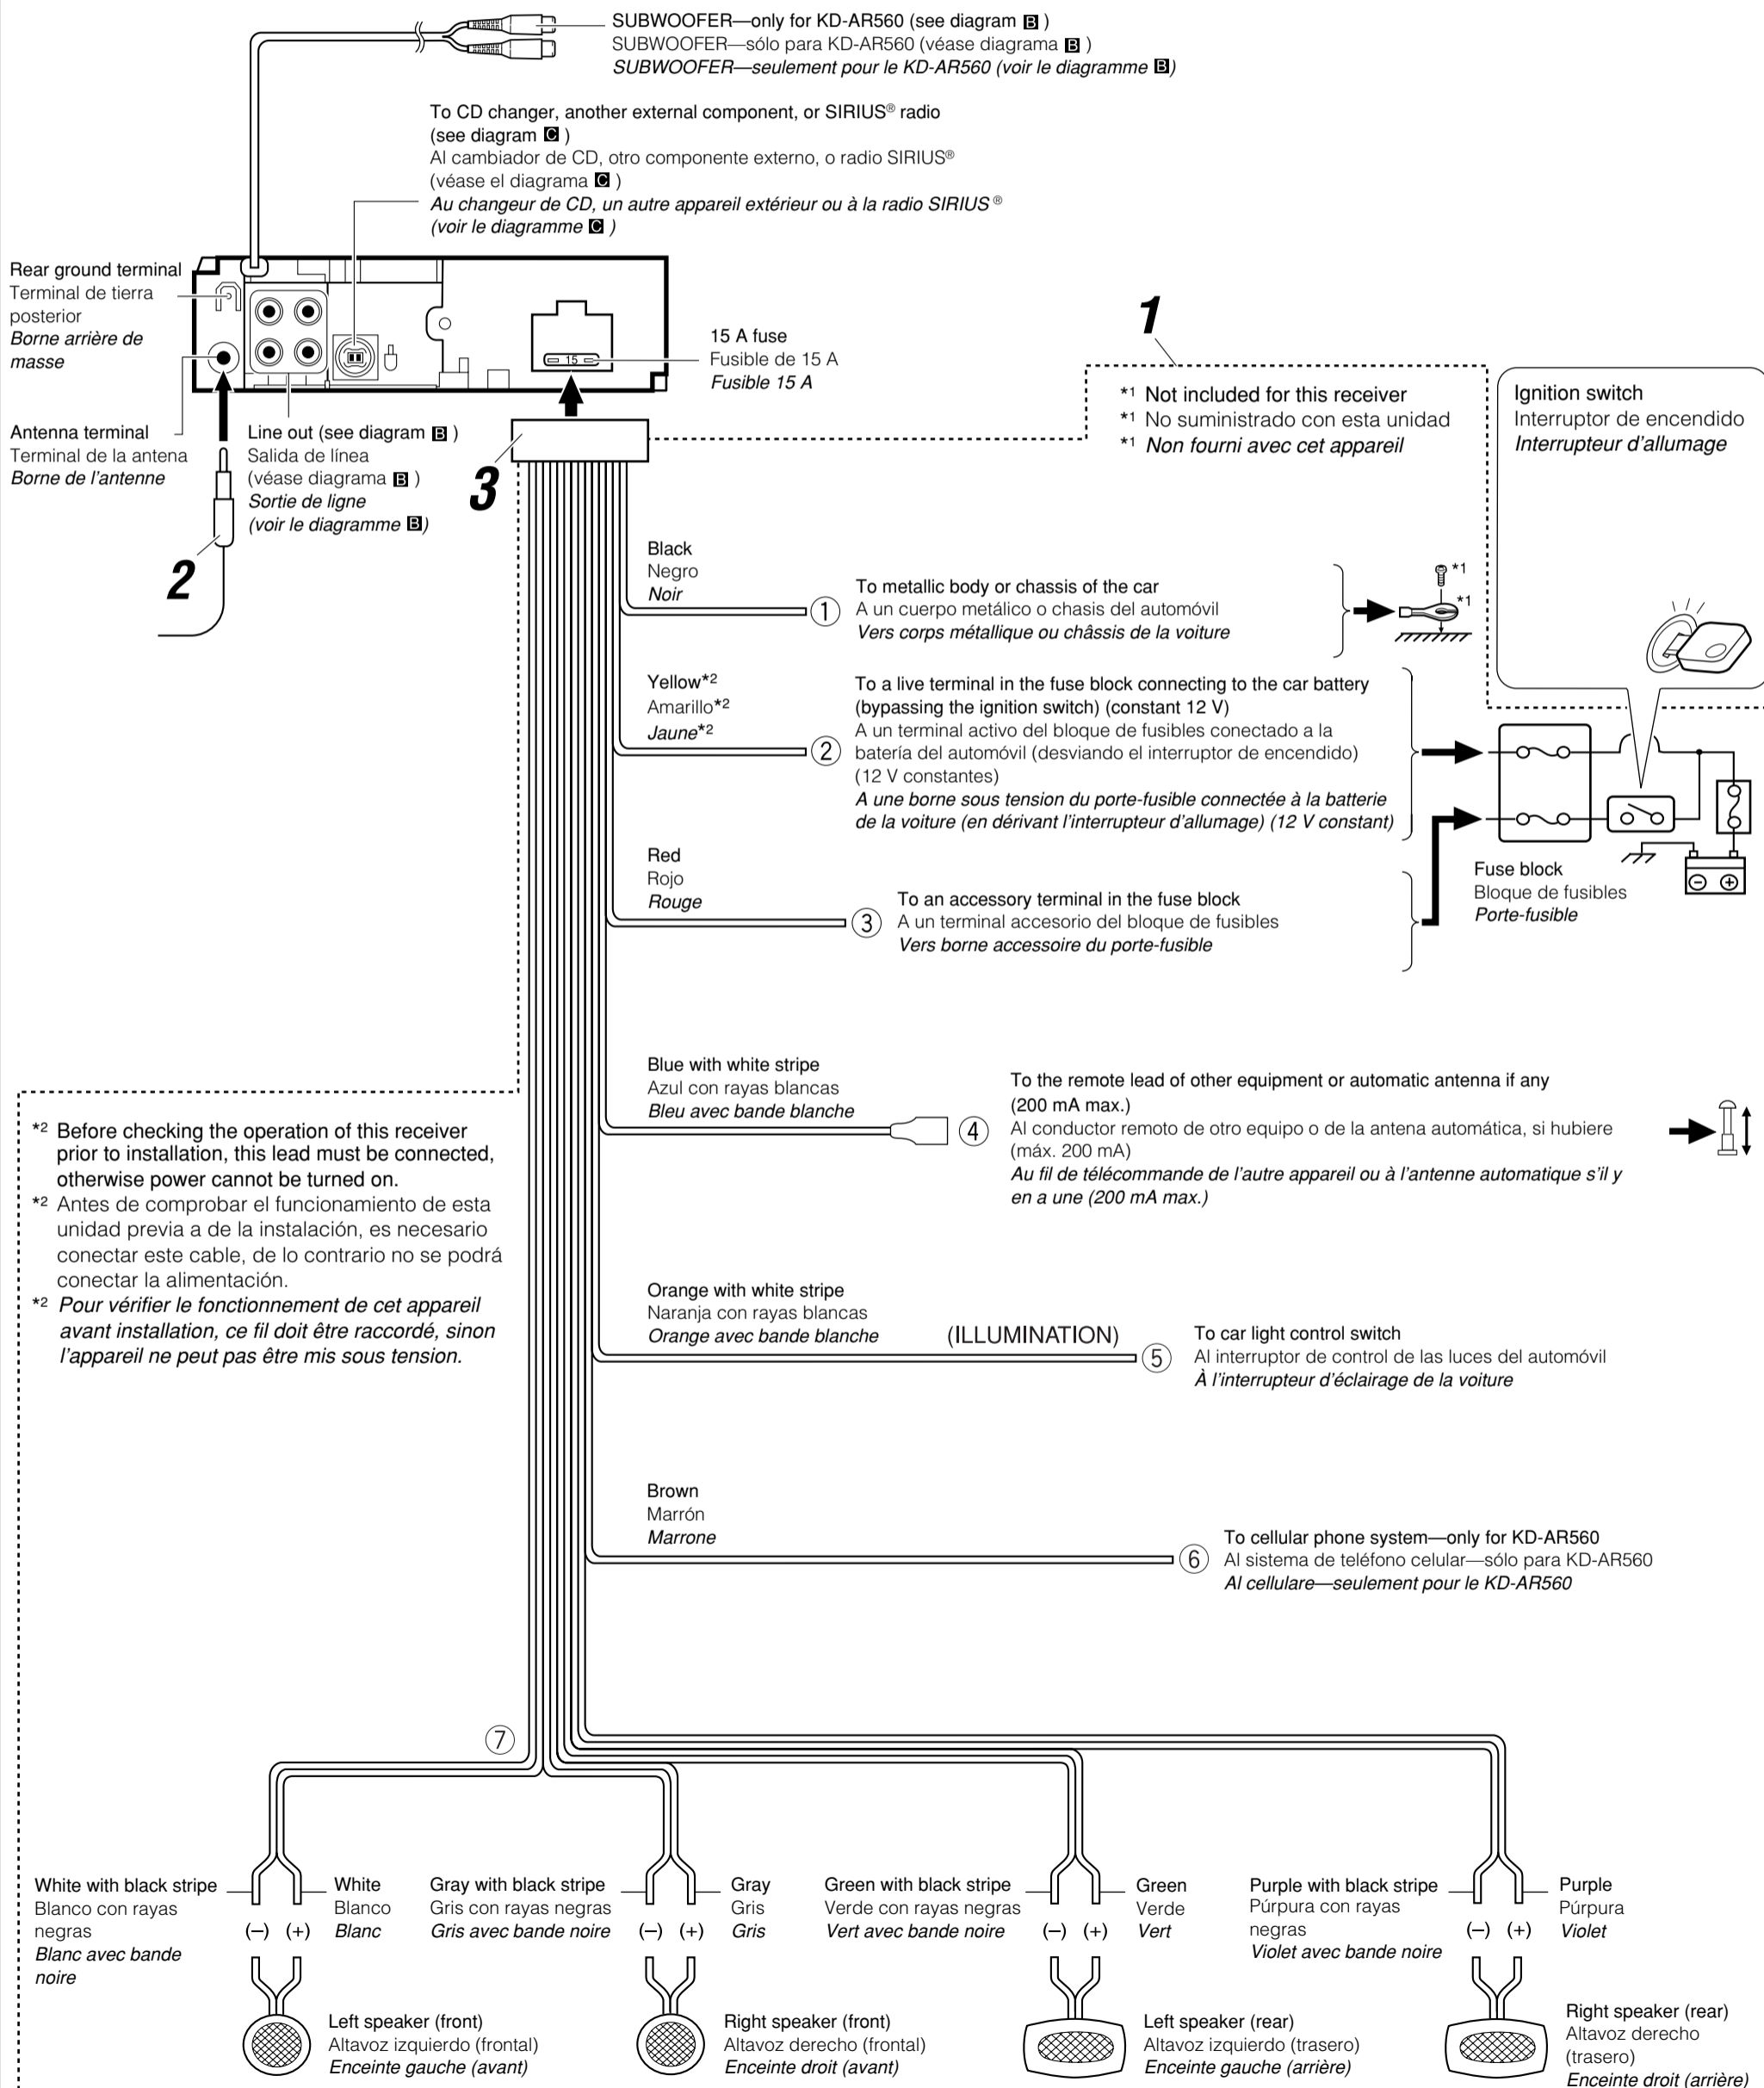 SUBWOOFER—only for KD-AR560 (see diagram B )
SUBWOOFER—sólo para KD-AR560 (véase diagrama B )
SUBWOOFER—seulement pour le KD-AR560 (voir le diagramme B)
To CD changer, another external component, or SIRIUS® radio
(see diagram C )
Al cambiador de CD, otro componente externo, o radio SIRIUS®
(véase el diagrama C )
Au changeur de CD, un autre appareil extérieur ou à la radio SIRIUS ®
(voir le diagramme C )
Rear ground terminal
Terminal de tierra
posterior
Borne arrière de
masse
15
15 A fuse
Fusible de 15 A
Fusible 15 A
1
*1 Not included for this receiver
*1 No suministrado con esta unidad
*1 Non fourni avec cet appareil
Ignition switch
Interruptor de encendido
Interrupteur d'allumage
Antenna terminal
Terminal de la antena
Borne de l'antenne
Line out (see diagram B )
Salida de línea
(véase diagrama B )
Sortie de ligne
(voir le diagramme B)
3
2
Black
Negro
Noir
1
To metallic body or chassis of the car
A un cuerpo metálico o chasis del automóvil
Vers corps métallique ou châssis de la voiture
*1
*1
Yellow*2
Amarillo*2
Jaune*2
2
To a live terminal in the fuse block connecting to the car battery
(bypassing the ignition switch) (constant 12 V)
A un terminal activo del bloque de fusibles conectado a la
batería del automóvil (desviando el interruptor de encendido)
(12 V constantes)
A une borne sous tension du porte-fusible connectée à la batterie
de la voiture (en dérivant l'interrupteur d'allumage) (12 V constant)
Red
Rojo
Rouge
3
To an accessory terminal in the fuse block
A un terminal accesorio del bloque de fusibles
Vers borne accessoire du porte-fusible
Fuse block
Bloque de fusibles
Porte-fusible
Blue with white stripe
Azul con rayas blancas
Bleu avec bande blanche
4
To the remote lead of other equipment or automatic antenna if any
(200 mA max.)
Al conductor remoto de otro equipo o de la antena automática, si hubiere
(máx. 200 mA)
Au fil de télécommande de l'autre appareil ou à l'antenne automatique s'il y
en a une (200 mA max.)
*2 Before checking the operation of this receiver
prior to installation, this lead must be connected,
otherwise power cannot be turned on.
*2 Antes de comprobar el funcionamiento de esta
unidad previa a de la instalación, es necesario
conectar este cable, de lo contrario no se podrá
conectar la alimentación.
*2 Pour vérifier le fonctionnement de cet appareil
avant installation, ce fil doit être raccordé, sinon
l'appareil ne peut pas être mis sous tension.
Orange with white stripe
Naranja con rayas blancas
Orange avec bande blanche
(ILLUMINATION)
5
To car light control switch
Al interruptor de control de las luces del automóvil
À l'interrupteur d'éclairage de la voiture
Brown
Marrón
Marrone
6
To cellular phone system—only for KD-AR560
Al sistema de teléfono celular—sólo para KD-AR560
Al cellulare—seulement pour le KD-AR560
7
White with black stripe
Blanco con rayas
negras
Blanc avec bande
noire
(–) (+)
White
Blanco
Blanc
Gray with black stripe
Gris con rayas negras
Gris avec bande noire
(–) (+)
Gray
Gris
Gris
Green with black stripe
Verde con rayas negras
Vert avec bande noire
(–) (+)
Green
Verde
Vert
Purple with black stripe
Púrpura con rayas
negras
Violet avec bande noire
(–) (+)
Purple
Púrpura
Violet
Left speaker (front)
Altavoz izquierdo (frontal)
Enceinte gauche (avant)
Right speaker (front)
Altavoz derecho (frontal)
Enceinte droit (avant)
Left speaker (rear)
Altavoz izquierdo (trasero)
Enceinte gauche (arrière)
Right speaker (rear)
Altavoz derecho
(trasero)
Enceinte droit (arrière)